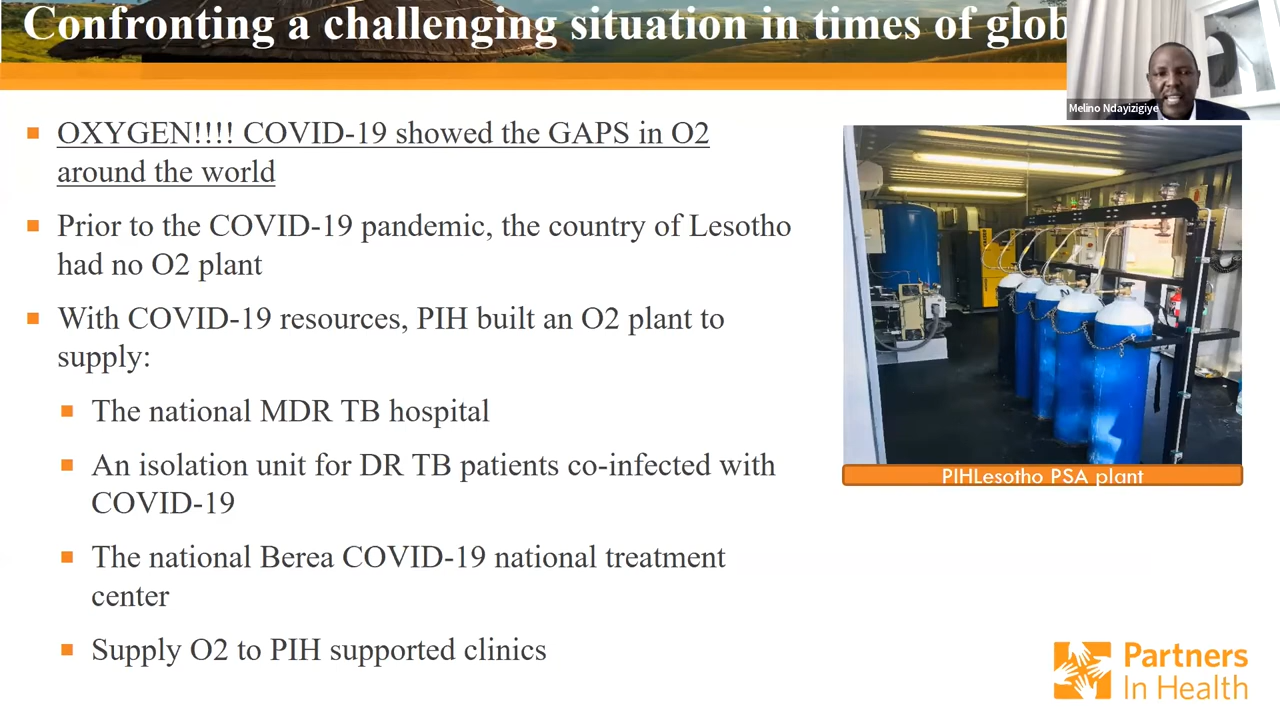 Confronting a challenging situation in times of glob
Melino Ndayizigiye
OXYGEN!!!! COVID-19 showed the GAPS in O2
around the world
Prior to the COVID-19 pandemic, the country of Lesotho
had no O2 plant
With COVID-19 resources, PIH built an O2 plant to
supply:
The national MDR TB hospital
An isolation unit for DR TB patients co-infected with
COVID-19
The national Berea COVID-19 national treatment
center
Supply O2 to PIH supported clinics
PIHLesotho PSA plant
Partners
In Health